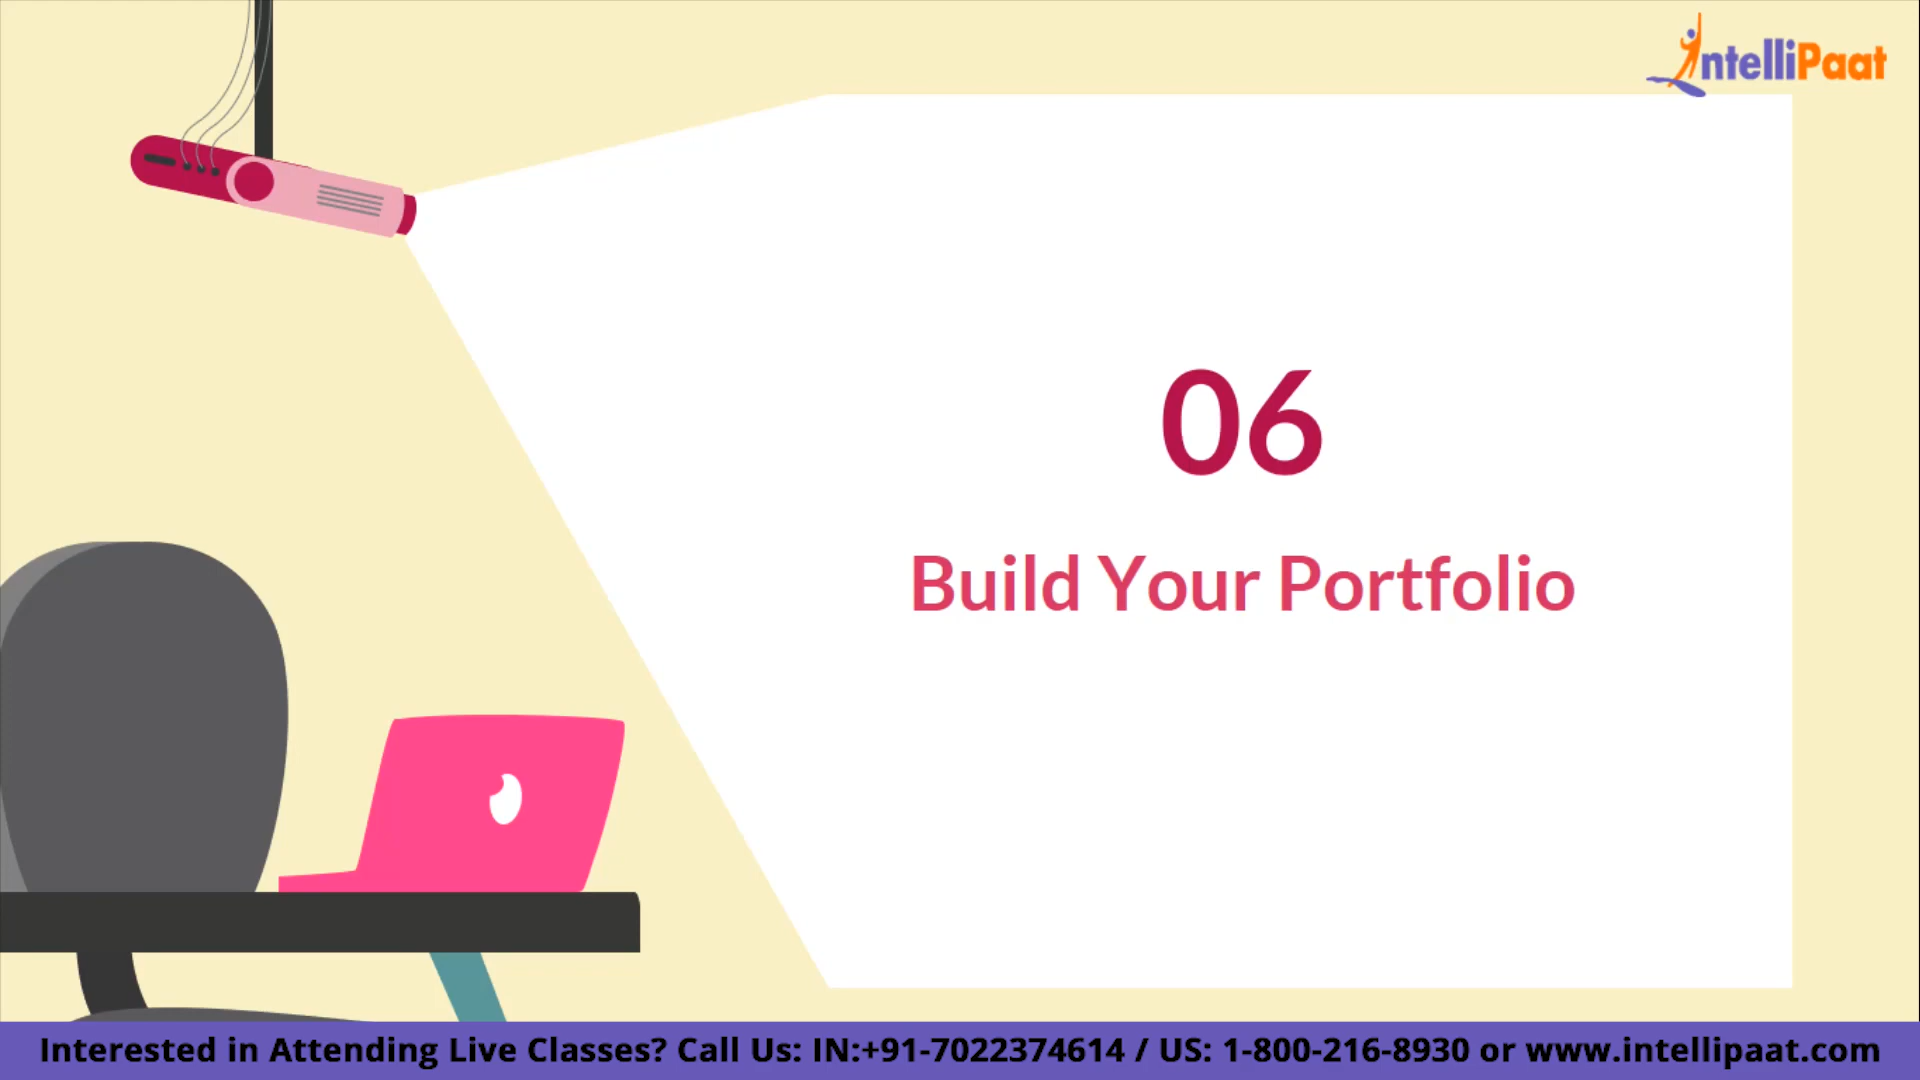 IntelliPaat
06
Build Your Portfolio
Interested in Attending Live Classes? Call Us: IN:+91-7022374614 / US: 1-800-216-8930 or www.intellipaat.com